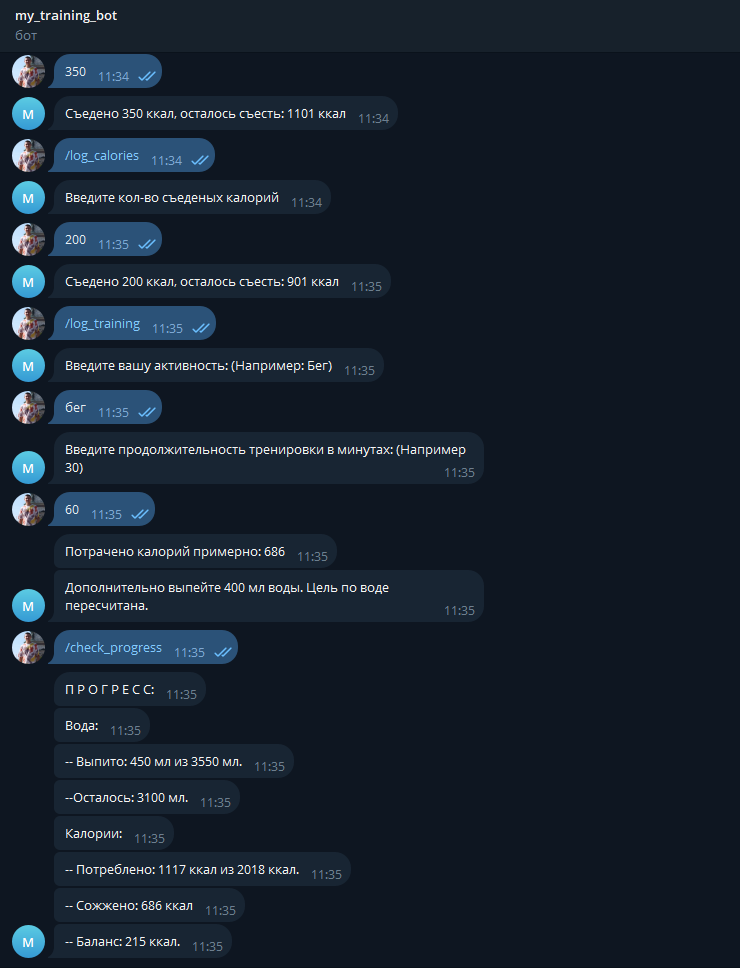 my_training_bot
бот
350 11:34
M
Съедено 350 ккал, осталось съесть: 1101 ккал 11:34
/log_calories 11:34
M
Введите кол-во съеденых калорий 11:34
200 11:35
M
Съедено 200 ккал, осталось съесть: 901 ккал 11:35
/log_training 11:35
M
Введите вашу активность: (Например: Бег) 11:35
бег 11:35
Введите продолжительность тренировки в минутах: (Например
M
30) 11:35
60 11:35
Потрачено калорий примерно: 686 11:35
Дополнительно выпейте 400 мл воды. Цель по воде
M
пересчитана. 11:35
/check_progress 11:35
П Р О Г Р Е С С: 11:35
Вода: 11:35
-- Выпито: 450 мл из 3550 мл. 11:35
--Осталось: 3100 мл. 11:35
Калории: 11:35
-- Потреблено: 1117 ккал из 2018 ккал. 11:35
-- Сожжено: 686 ккал 11:35
M
-- Баланс: 215 ккал. 11:35